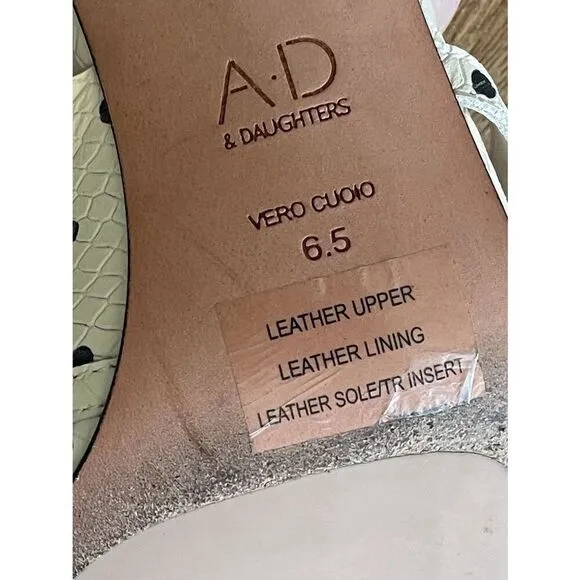 A·D
& DAUGHTERS
VERO CUOIO
6.5
LEATHER UPPER
LEATHER LINING
LEATHER SOLE/TR INSERT